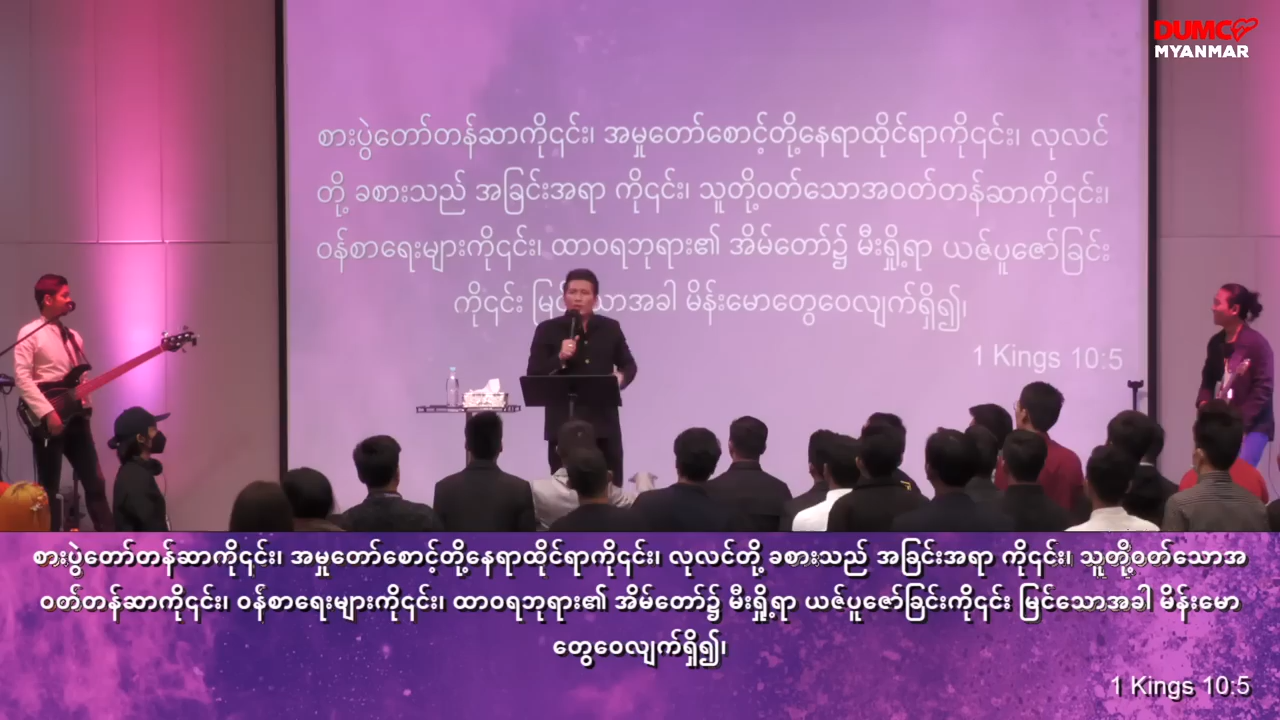 DUMC
MYANMAR
စားပွဲတော်တန်ဆာကို၎င်း၊ အမှုတော်စောင့်တို့နေရာထိုင်ရာကို၎င်း၊ လုလင်
တို့ ခစားသည် အခြင်းအရာ ကို၎င်း၊ သူတို့ဝတ်သောအဝတ်တန်ဆာကို၎င်း၊
ဝန်စာရေးများကို၎င်း၊ ထာဝရဘုရား၏ အိမ်တော်၌ မီးရှို့ရာ ယဇ်ပူဇော်ခြင်း
ကို၎င်း မြင်သောအခါ မိန်းမောတွေဝေလျက်ရှိ၍၊
1 Kings 10:5
စားပွဲတော်တန်ဆာကို၎င်း၊ အမှုတော်စောင့်တို့နေရာထိုင်ရာကို၎င်း၊ လုလင်တို့ ခစားသည် အခြင်းအရာ ကို၎င်း၊ သူတို့ဝတ်သောအ
ဝတ်တန်ဆာကို၎င်း၊ ဝန်စာရေးများကို၎င်း၊ ထာဝရဘုရား၏ အိမ်တော်၌ မီးရှို့ရာ ယဇ်ပူဇော်ခြင်းကို၎င်း မြင်သောအခါ မိန်းမော
တွေဝေလျက်ရှိ၍၊
1 Kings 10:5